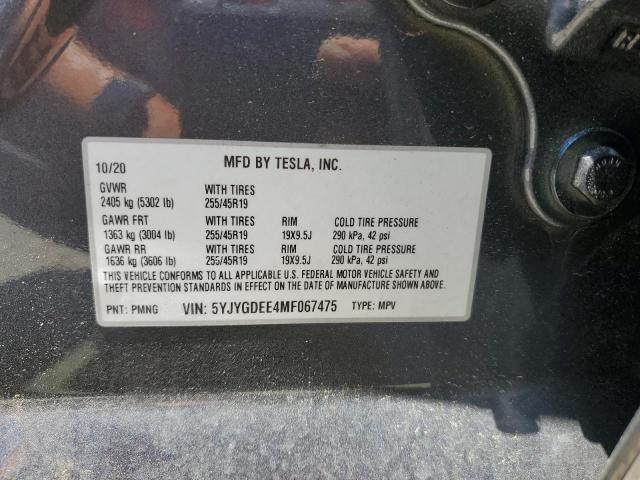 10/20 MFD BY TESLA, INC.
GVWR WITH TIRES
2405 kg (5302 lb) 255/45R19
GAWR FRT WITH TIRES RIM COLD TIRE PRESSURE
1363 kg (3004 lb) 255/45R19 19X9.5J 290 kPa, 42 psi
GAWR RR WITH TIRES RIM COLD TIRE PRESSURE
1636 kg (3606 lb) 255/45R19 19X9.5J 290 kPa, 42 psi
THIS VEHICLE CONFORMS TO ALL APPLICABLE U.S. FEDERAL MOTOR VEHICLE SAFETY AND
THEFT PREVENTION STANDARDS IN EFFECT ON THE DATE OF MANUFACTURE SHOWN ABOVE.
PNT: PMNG VIN: 5YJYGDEE4MF067475 TYPE: MPV